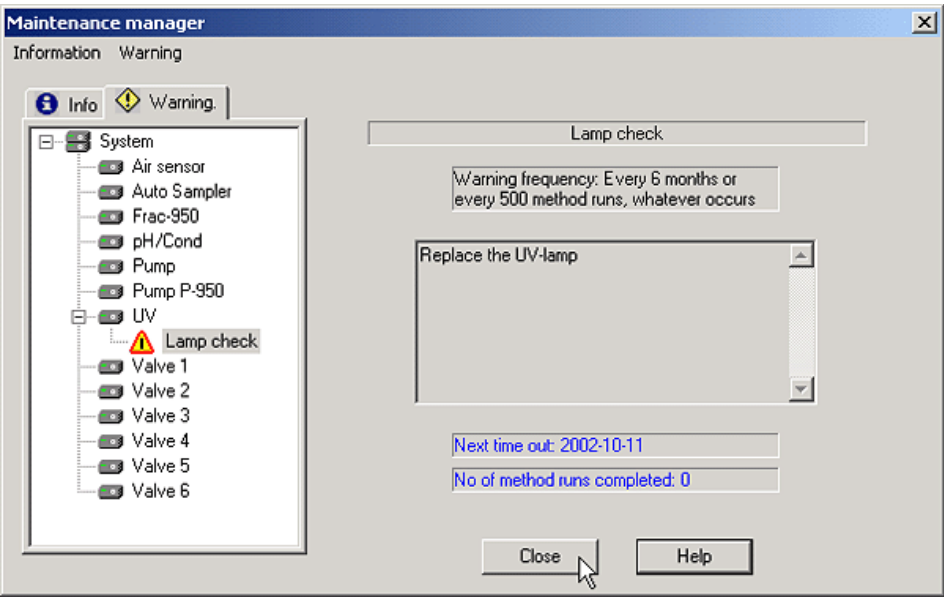 Maintenance manager
Information Warning
Info Warning.
System
Air sensor
Auto Sampler
Frac-950
pH/Cond
Pump
Pump P-950
UV
Lamp check
Valve 1
Valve 2
Valve 3
Valve 4
Valve 5
Valve 6
Lamp check
Warning frequency: Every 6 months or
every 500 method runs, whatever occurs
Replace the UV-lamp
Next time out: 2002-10-11
No of method runs completed: 0
Close Help